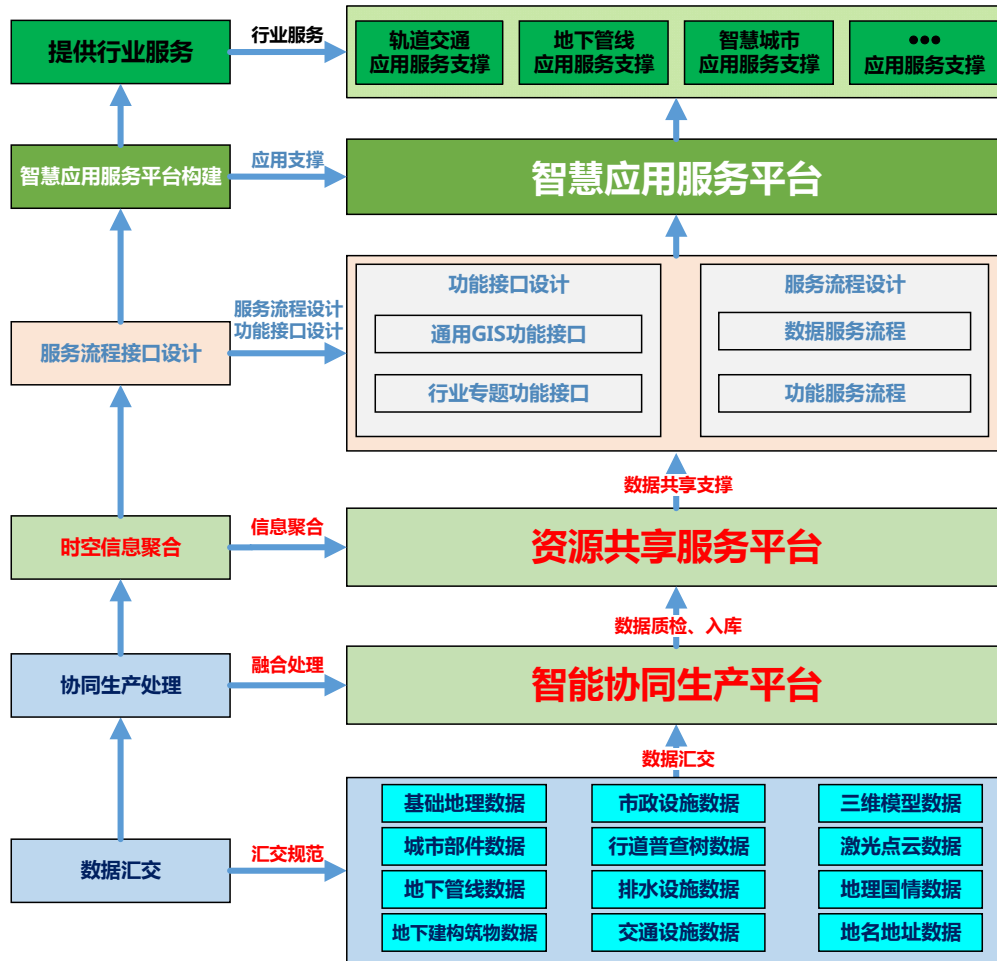 提供行业服务
行业服务
轨道交通
应用服务支撑
地下管线
应用服务支撑
智慧城市
应用服务支撑
•••
应用服务支撑
智慧应用服务平台构建
应用支撑
智慧应用服务平台
服务流程接口设计
服务流程设计
功能接口设计
功能接口设计
通用GIS功能接口
行业专题功能接口
服务流程设计
数据服务流程
功能服务流程
数据共享支撑
时空信息聚合
信息聚合
资源共享服务平台
数据质检、入库
协同生产处理
融合处理
智能协同生产平台
数据汇交
数据汇交
汇交规范
基础地理数据
市政设施数据
三维模型数据
城市部件数据
行道普查树数据
激光点云数据
地下管线数据
排水设施数据
地理国情数据
地下建构筑物数据
交通设施数据
地名地址数据